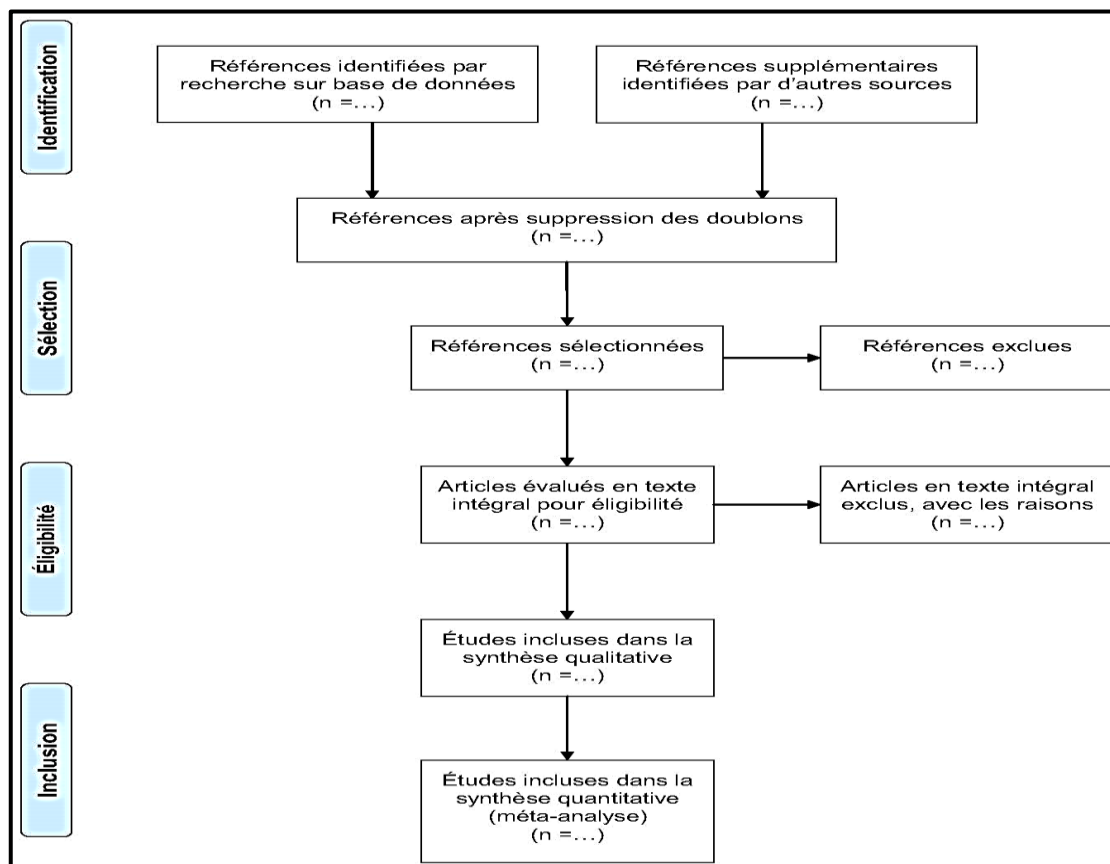 Identification
Références identifiées par
recherche sur base de données
(n =…)
Références supplémentaires
identifiées par d'autres sources
(n =…)
Références après suppression des doublons
(n =…)
Sélection
Références sélectionnées
(n =…)
Références exclues
(n =…)
Éligibilité
Articles évalués en texte
intégral pour éligibilité
(n =…)
Articles en texte intégral
exclus, avec les raisons
(n =…)
Études incluses dans la
synthèse qualitative
(n =…)
Inclusion
Études incluses dans la
synthèse quantitative
(méta-analyse)
(n =…)